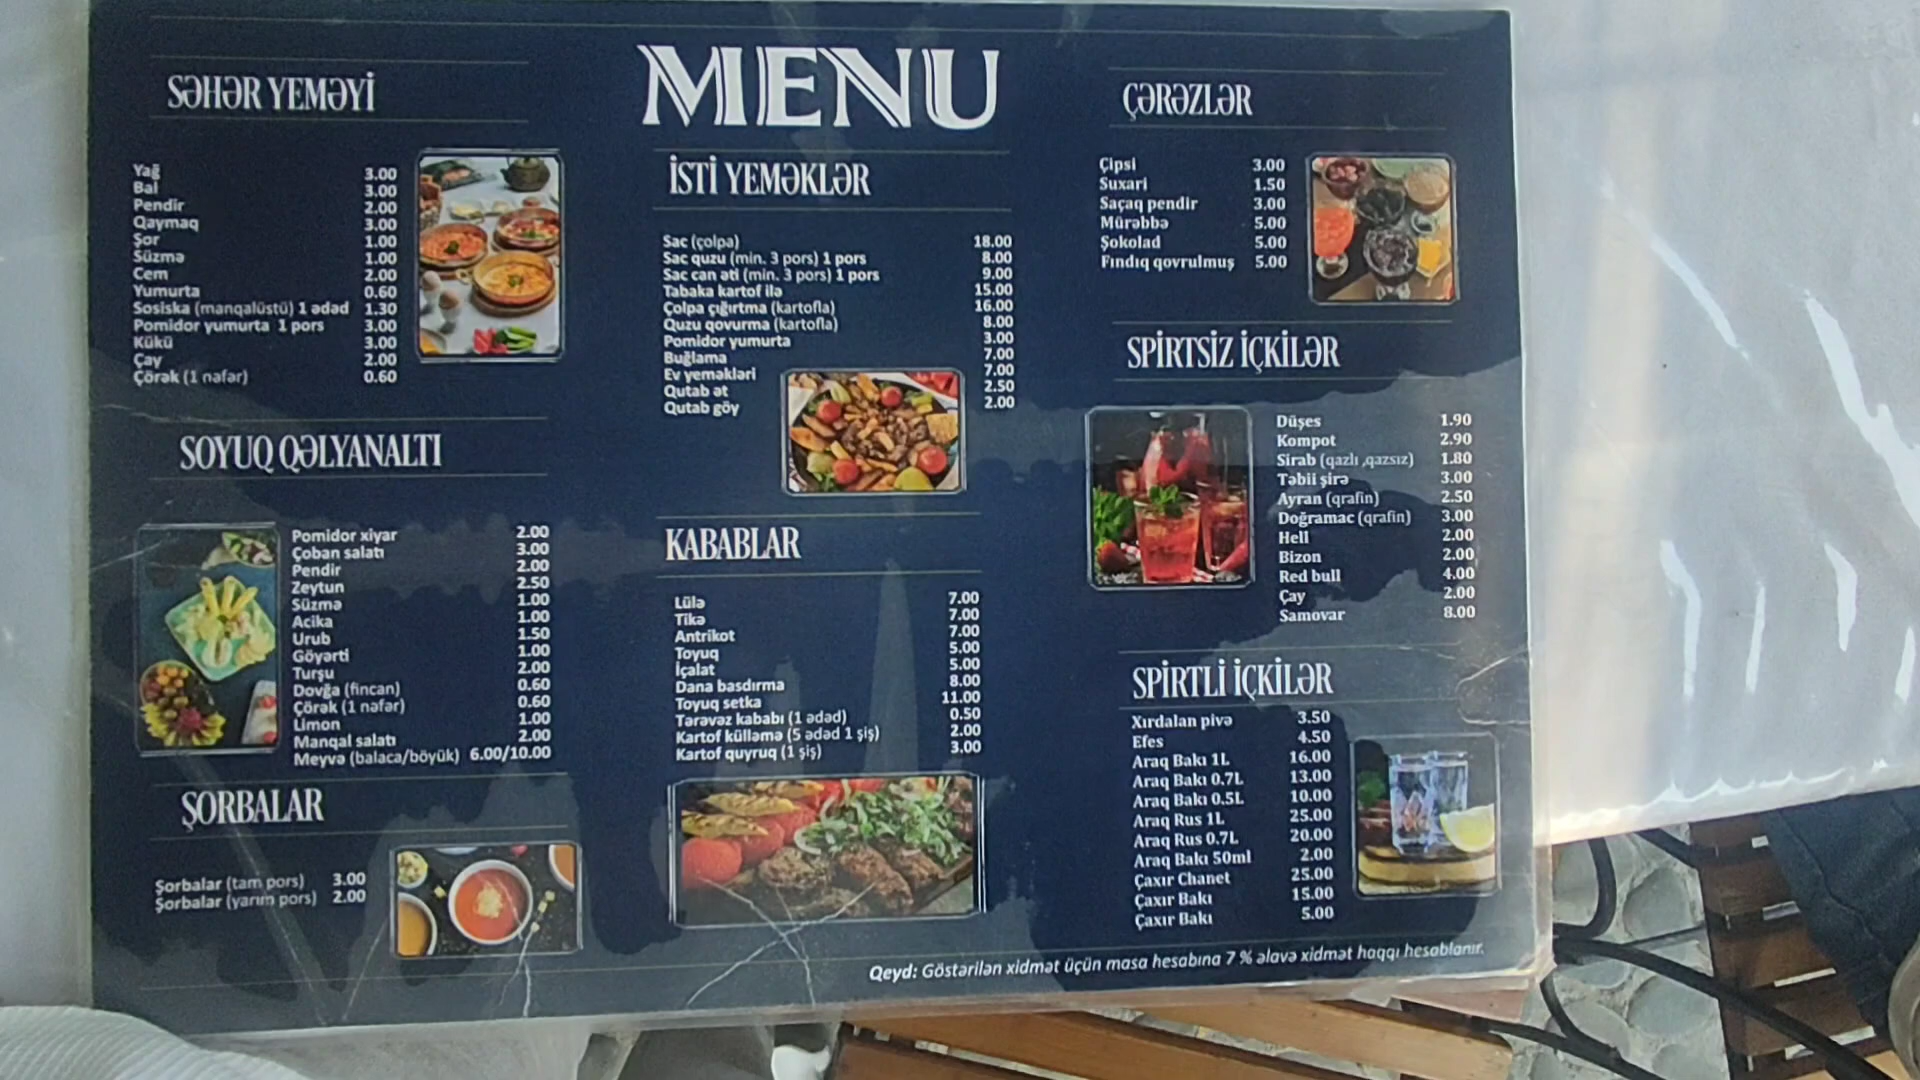 MENU
SƏHƏR YEMƏYİ
Yağ 3.00
Bal 3.00
Pendir 2.00
Qaymaq 3.00
Şor 1.00
Süzmə 1.00
Cem 2.00
Yumurta 0.60
Sosiska (manqalüstü) 1 ədəd 1.30
Pomidor yumurta 1 pors 3.00
Kükü 3.00
Çay 2.00
Çörək (1 nəfər) 0.60
SOYUQ QƏLYANALTI
Pomidor xiyar 2.00
Çoban salatı 3.00
Pendir 2.00
Zeytun 2.50
Süzmə 1.00
Acika 1.00
Urub 1.50
Göyərti 1.00
Turşu 2.00
Dovğa (fincan) 0.60
Çörək (1 nəfər) 0.60
Limon 1.00
Manqal salatı 2.00
Meyvə (balaca/böyük) 6.00/10.00
ŞORBALAR
Şorbalar (tam pors) 3.00
Şorbalar (yarım pors) 2.00
İSTİ YEMƏKLƏR
Sac (çolpa) 18.00
Sac quzu (min. 3 pors) 1 pors 8.00
Sac can əti (min. 3 pors) 1 pors 9.00
Tabaka kartof ilə 15.00
Çolpa çığırtma (kartofla) 16.00
Quzu qovurma (kartofla) 8.00
Pomidor yumurta 3.00
Buğlama 7.00
Ev yeməkləri 7.00
Qutab ət 2.50
Qutab göy 2.00
KABABLAR
Lülə 7.00
Tikə 7.00
Antrikot 7.00
Toyuq 5.00
İçalat 5.00
Dana basdırma 8.00
Toyuq setka 11.00
Tərəvəz kababı (1 ədəd) 0.50
Kartof külləmə (5 ədəd 1 şiş) 2.00
Kartof quyruq (1 şiş) 3.00
ÇƏRƏZLƏR
Çipsi 3.00
Suxari 1.50
Saçaq pendir 3.00
Mürəbbə 5.00
Şokolad 5.00
Fındıq qovrulmuş 5.00
SPİRTSİZ İÇKİLƏR
Düşes 1.90
Kompot 2.90
Sirab (qazlı ,qazsız) 1.80
Təbii şirə 3.00
Ayran (qrafin) 2.50
Doğramac (qrafin) 3.00
Hell 2.00
Bizon 2.00
Red bull 4.00
Çay 2.00
Samovar 8.00
SPİRTLİ İÇKİLƏR
Xırdalan pivə 3.50
Efes 4.50
Araq Bakı 1L 16.00
Araq Bakı 0.7L 13.00
Araq Bakı 0.5L 10.00
Araq Rus 1L 25.00
Araq Rus 0.7L 20.00
Araq Bakı 50ml 2.00
Çaxır Chanet 25.00
Çaxır Bakı 15.00
Çaxır Bakı 5.00
Qeyd: Göstərilən xidmət üçün masa hesabına 7 % əlavə xidmət haqqı hesablanır.